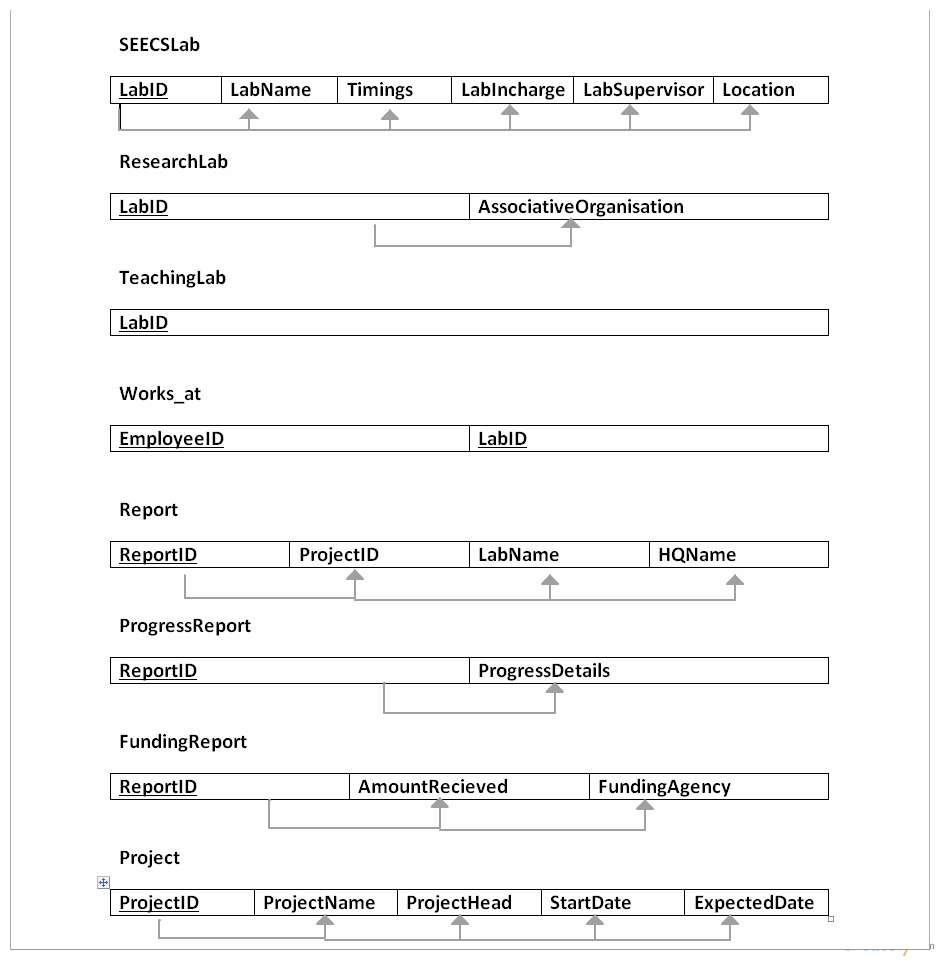 SEECSLab
LabID LabName Timings LabIncharge LabSupervisor Location
ResearchLab
LabID AssociativeOrganisation
TeachingLab
LabID
Works_at
EmployeeID LabID
Report
ReportID ProjectID LabName HQName
ProgressReport
ReportID ProgressDetails
FundingReport
ReportID AmountRecieved FundingAgency
Project
ProjectID ProjectName ProjectHead StartDate ExpectedDate